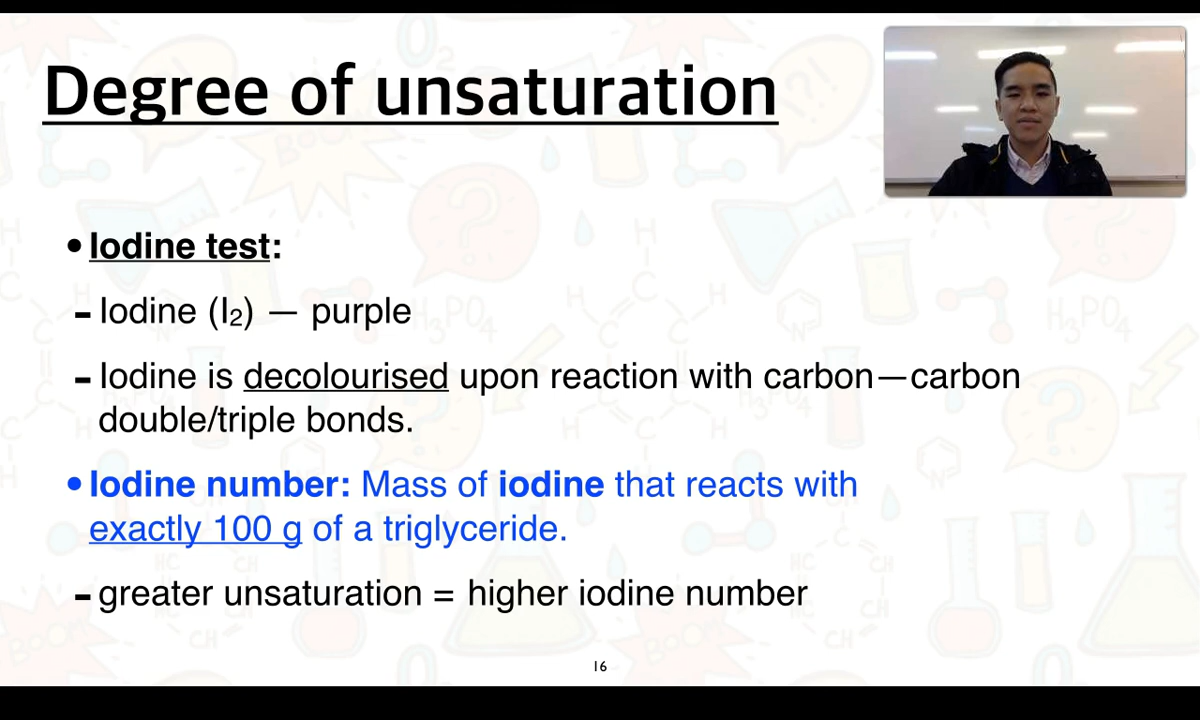 Degree of unsaturation
•Iodine test:
- Iodine (I₂) — purple
- Iodine is decolourised upon reaction with carbon—carbon
double/triple bonds.
•Iodine number: Mass of iodine that reacts with
exactly 100 g of a triglyceride.
- greater unsaturation = higher iodine number
16